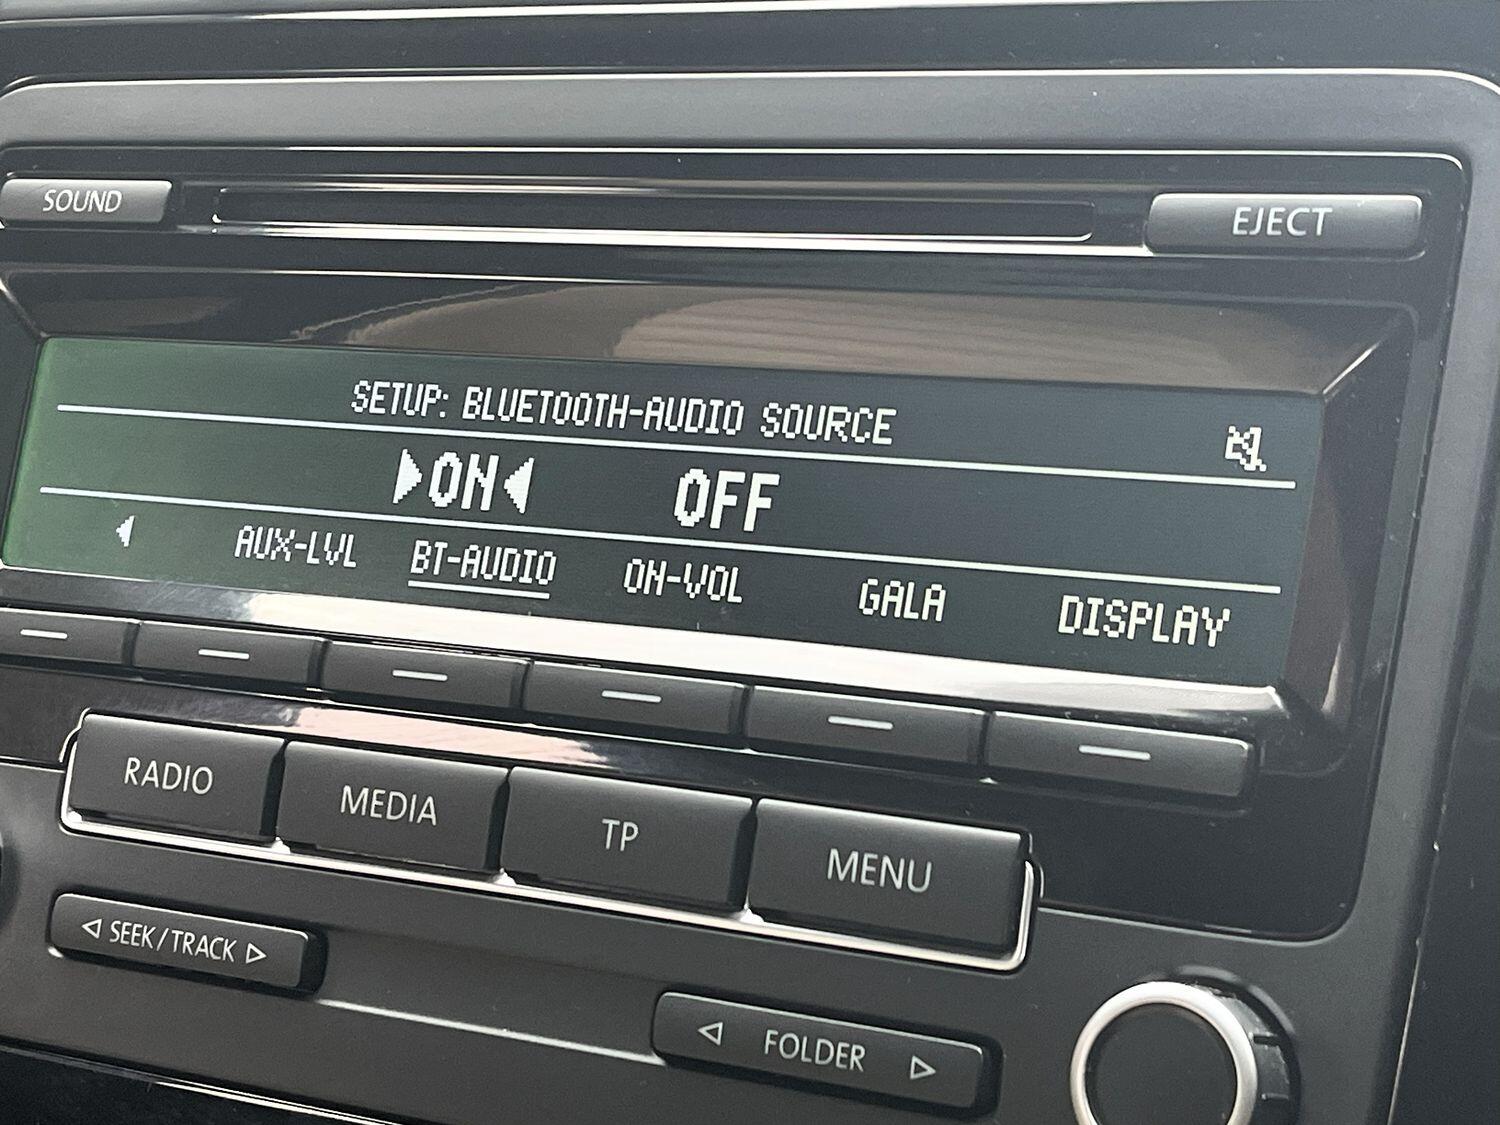 SOUND
EJECT
SETUP: BLUETOOTH-AUDIO SOURCE
ON OFF
AUX-LVL BT-AUDIO ON-VOL GALA DISPLAY
RADIO MEDIA TP MENU
SEEK/TRACK
FOLDER